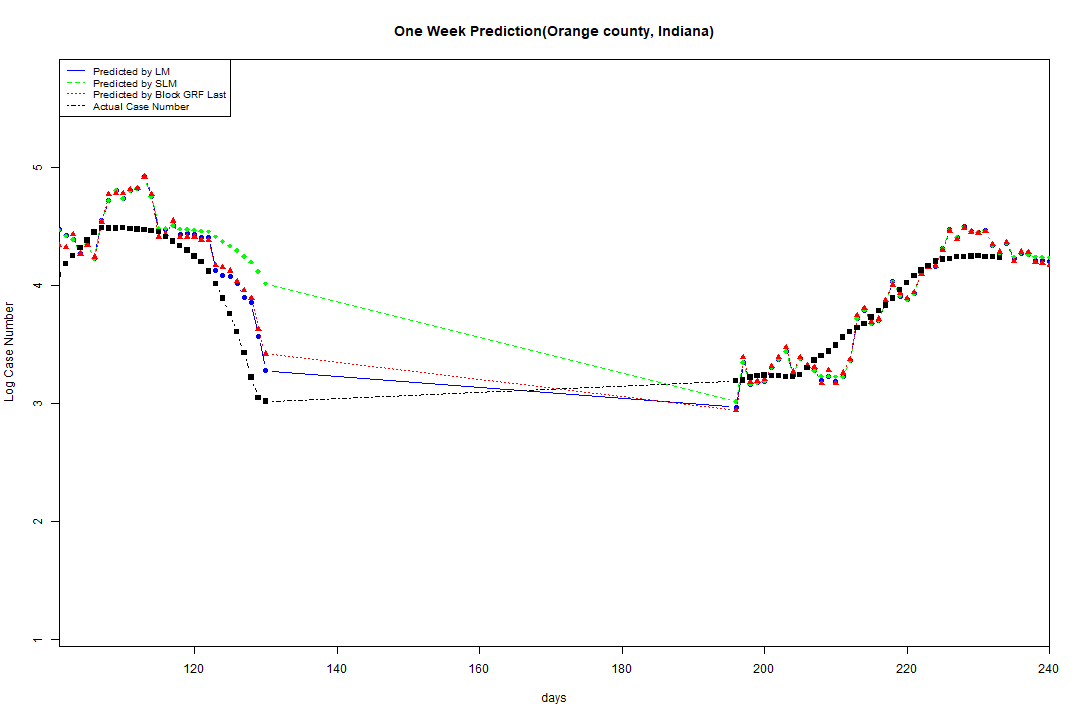 One Week Prediction(Orange county, Indiana)
Predicted by LM
Predicted by SLM
Predicted by Block GRF Last
Actual Case Number
5
4
3
2
1
Log Case Number
120 140 160 180 200 220 240
days